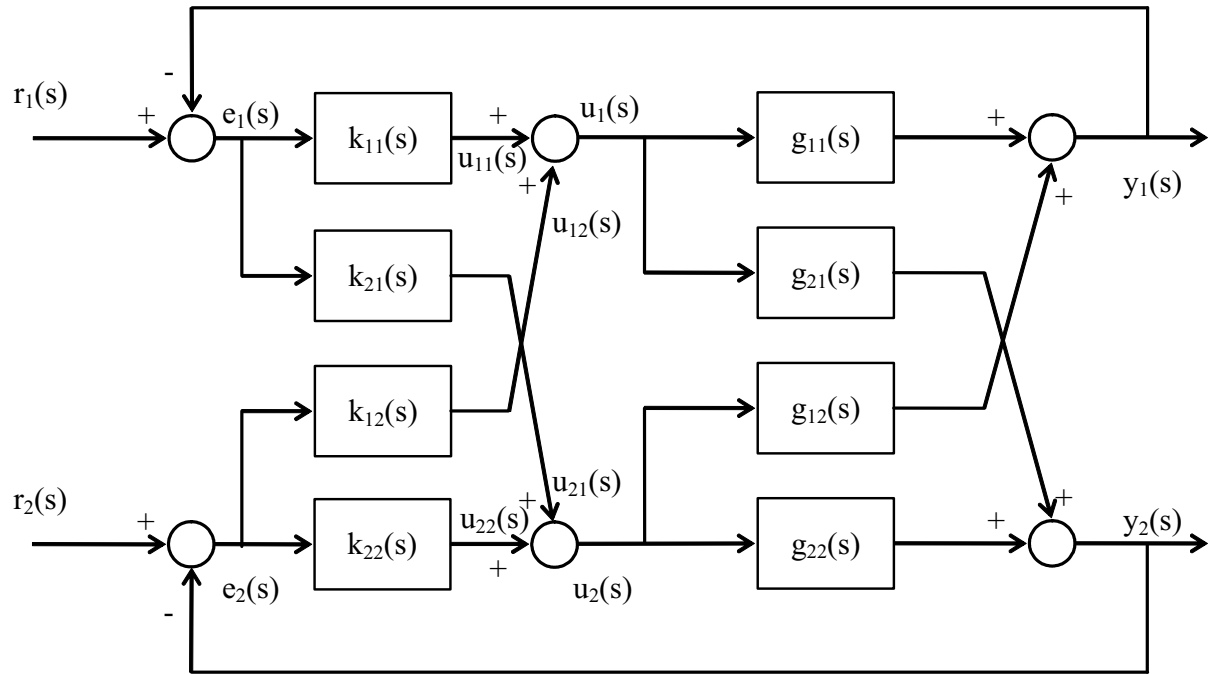 -
r₁(s)
+
e₁(s)
k₁₁(s)
+
u₁₁(s)
u₁(s)
g₁₁(s)
+
y₁(s)
+
u₁₂(s)
+
k₂₁(s)
g₂₁(s)
k₁₂(s)
g₁₂(s)
r₂(s)
+
e₂(s)
-
k₂₂(s)
u₂₂(s)
+
u₂₁(s)
+
u₂(s)
g₂₂(s)
+
+
y₂(s)